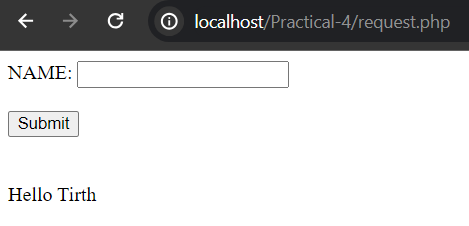 localhost/Practical-4/request.php
NAME:
Submit
Hello Tirth